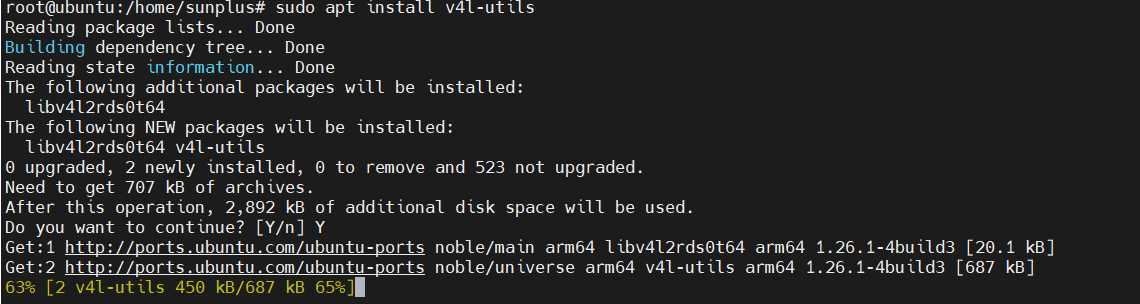 root@ubuntu:/home/sunplus# sudo apt install v4l-utils
Reading package lists... Done
Building dependency tree... Done
Reading state information... Done
The following additional packages will be installed:
  libv4l2rds0t64
The following NEW packages will be installed:
  libv4l2rds0t64 v4l-utils
0 upgraded, 2 newly installed, 0 to remove and 523 not upgraded.
Need to get 707 kB of archives.
After this operation, 2,892 kB of additional disk space will be used.
Do you want to continue? [Y/n] Y
Get:1 http://ports.ubuntu.com/ubuntu-ports noble/main arm64 libv4l2rds0t64 arm64 1.26.1-4build3 [20.1 kB]
Get:2 http://ports.ubuntu.com/ubuntu-ports noble/universe arm64 v4l-utils arm64 1.26.1-4build3 [687 kB]
63% [2 v4l-utils 450 kB/687 kB 65%]